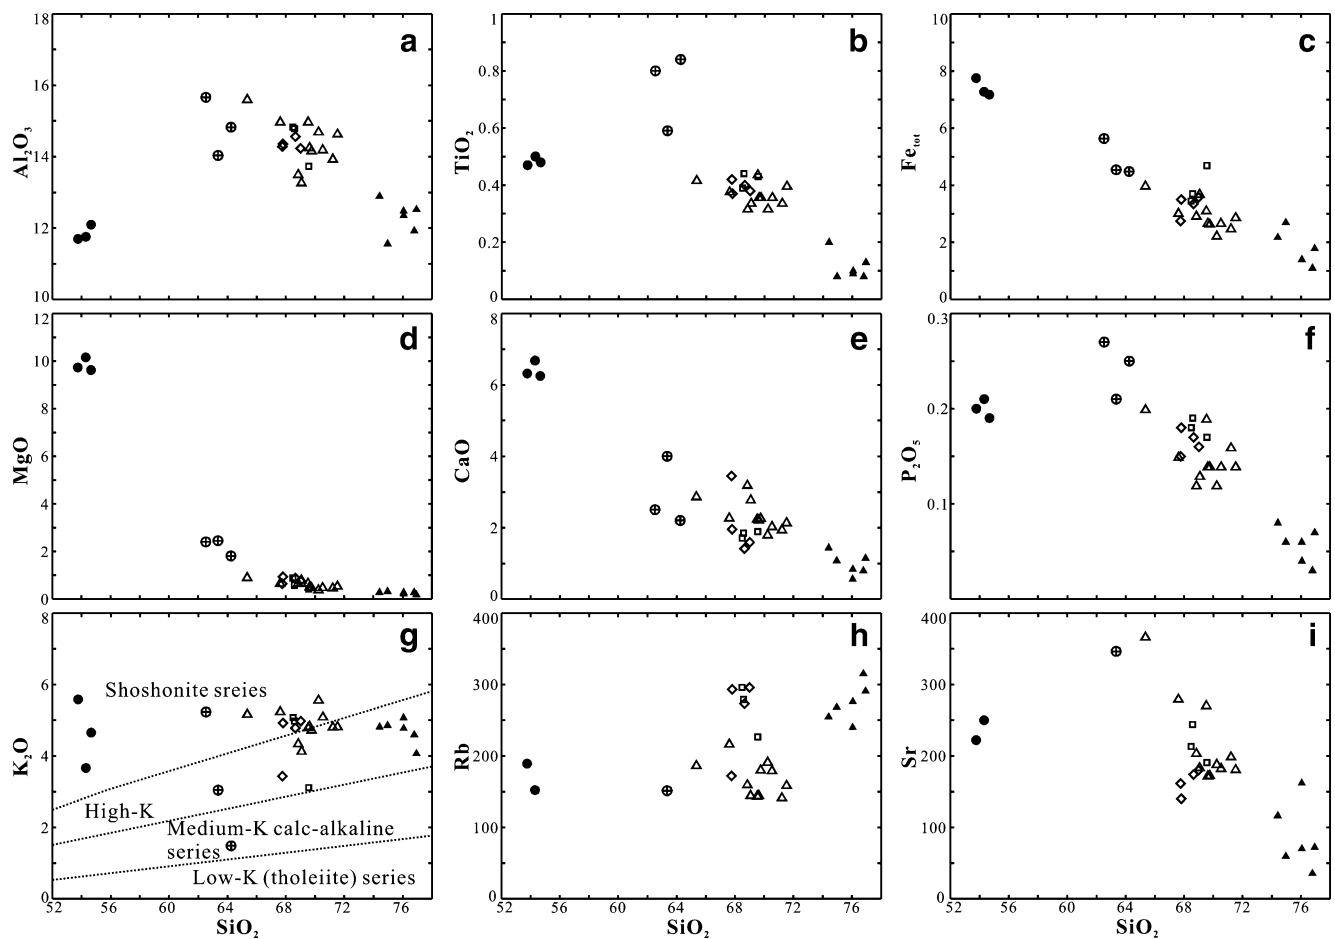 18
16
14
12
10
Al₂O₃
a
1
0.8
0.6
0.4
0.2
0
TiO₂
b
10
8
6
4
2
0
Fe_tot
c
12
10
8
6
4
2
0
MgO
d
8
6
4
2
0
CaO
e
0.3
0.2
0.1
P₂O₅
f
8
6
4
2
0
K₂O
g
Shoshonite sreies
High-K
Medium-K calc-alkaline
series
Low-K (tholeiite) series
52 56 60 64 68 72 76
SiO₂
400
300
200
100
0
Rb
h
52 56 60 64 68 72 76
SiO₂
400
300
200
100
0
Sr
i
52 56 60 64 68 72 76
SiO₂